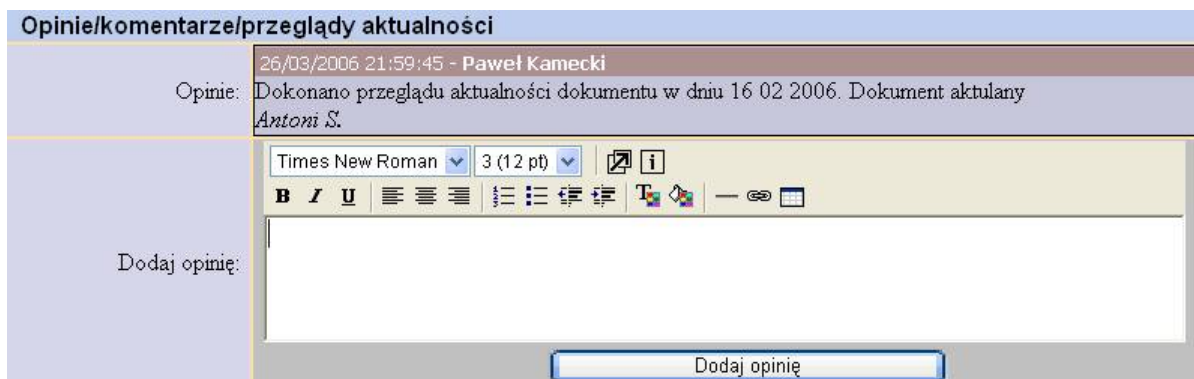 Opinie/komentarze/przeglądy aktualności
26/03/2006 21:59:45 - Paweł Kamecki
Opinie: Dokonano przeglądu aktualności dokumentu w dniu 16 02 2006. Dokument aktulany
Antoni S.
Times New Roman 3 (12 pt)
B I U
Dodaj opinię:
Dodaj opinię